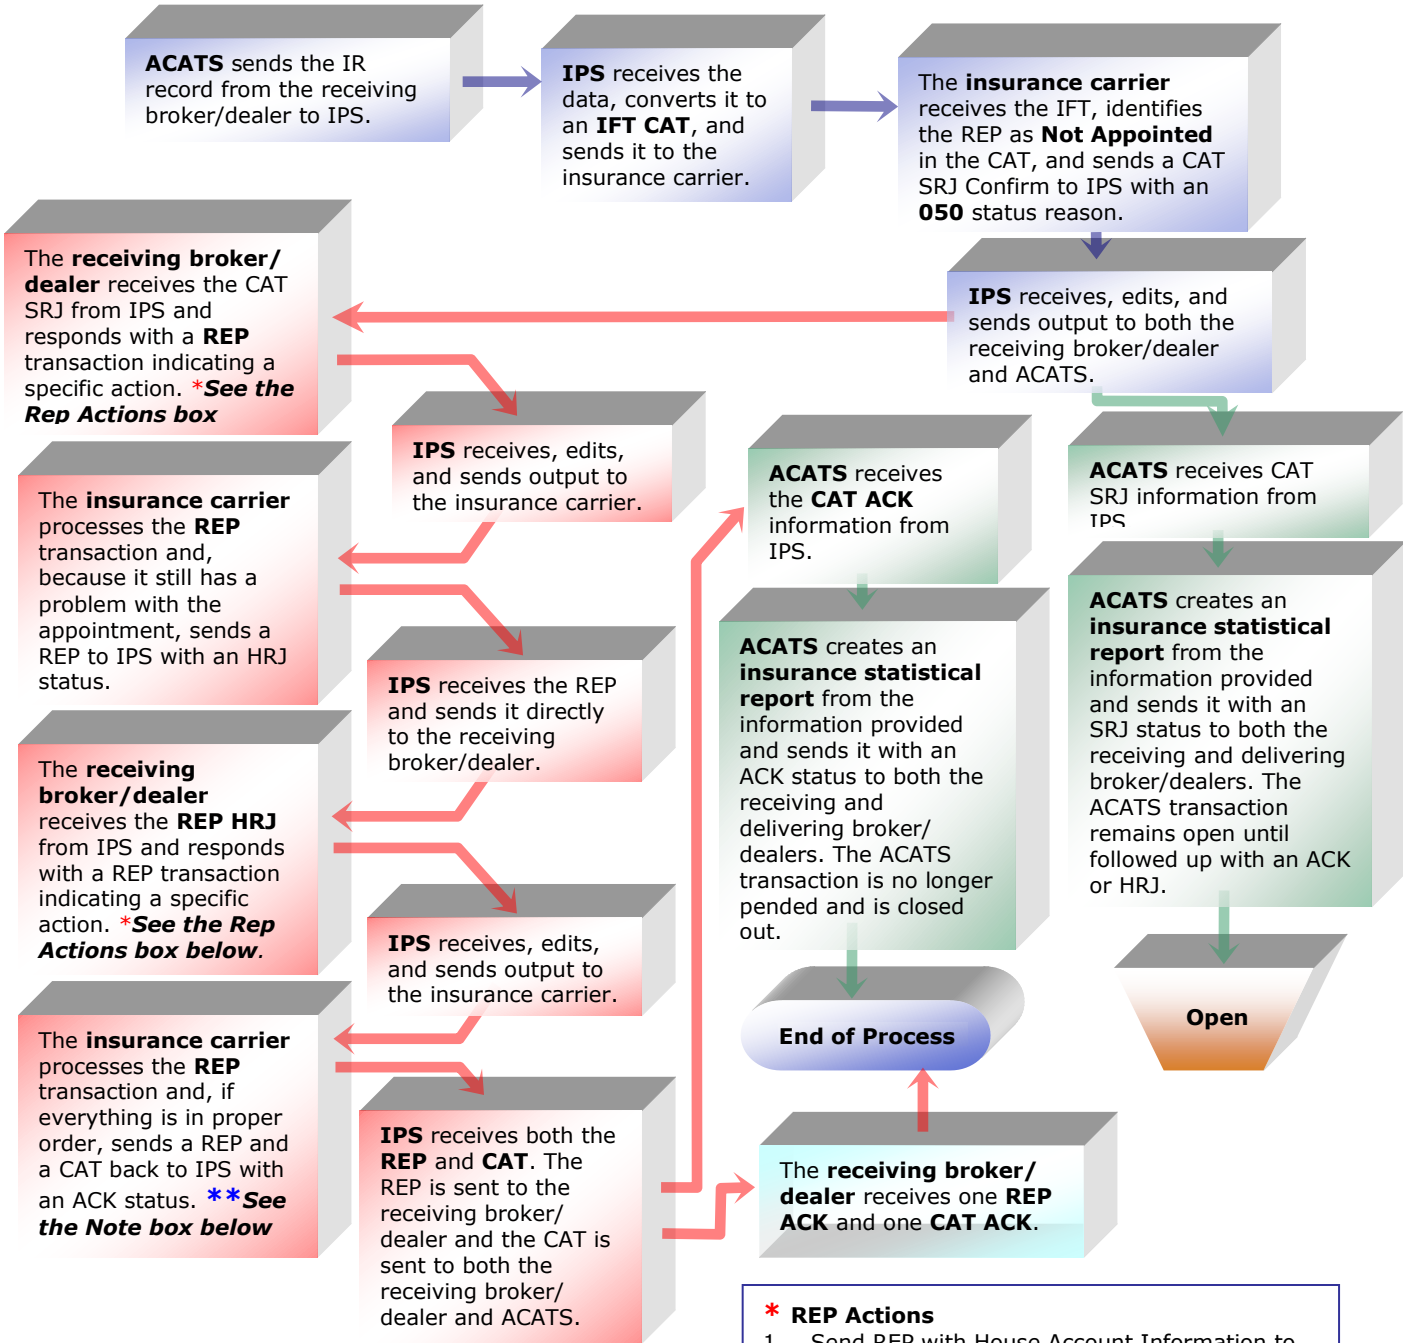 ACATS sends the IR
record from the receiving
broker/dealer to IPS.
IPS receives the
data, converts it to
an IFT CAT, and
sends it to the
insurance carrier.
The insurance carrier
receives the IFT, identifies
the REP as Not Appointed
in the CAT, and sends a CAT
SRJ Confirm to IPS with an
050 status reason.
IPS receives, edits, and
sends output to both the
receiving broker/dealer
and ACATS.
The receiving broker/
dealer receives the CAT
SRJ from IPS and
responds with a REP
transaction indicating a
specific action. *See the
Rep Actions box
IPS receives, edits,
and sends output to
the insurance carrier.
The insurance carrier
processes the REP
transaction and,
because it still has a
problem with the
appointment, sends a
REP to IPS with an HRJ
status.
IPS receives the REP
and sends it directly
to the receiving
broker/dealer.
The receiving
broker/dealer
receives the REP HRJ
from IPS and responds
with a REP transaction
indicating a specific
action. *See the Rep
Actions box below.
IPS receives, edits,
and sends output to
the insurance carrier.
The insurance carrier
processes the REP
transaction and, if
everything is in proper
order, sends a REP and
a CAT back to IPS with
an ACK status. **See
the Note box below
IPS receives both the
REP and CAT. The
REP is sent to the
receiving broker/
dealer and the CAT is
sent to both the
receiving broker/
dealer and ACATS.
ACATS receives
the CAT ACK
information from
IPS.
ACATS creates an
insurance statistical
report from the
information provided
and sends it with an
ACK status to both the
receiving and
delivering broker/
dealers. The ACATS
transaction is no longer
pended and is closed
out.
End of Process
The receiving broker/
dealer receives one REP
ACK and one CAT ACK.
ACATS receives CAT
SRJ information from
IPS
ACATS creates an
insurance statistical
report from the
information provided
and sends it with an
SRJ status to both the
receiving and delivering
broker/dealers. The
ACATS transaction
remains open until
followed up with an ACK
or HRJ.
Open
* REP Actions
1. Send REP with House Account Information to